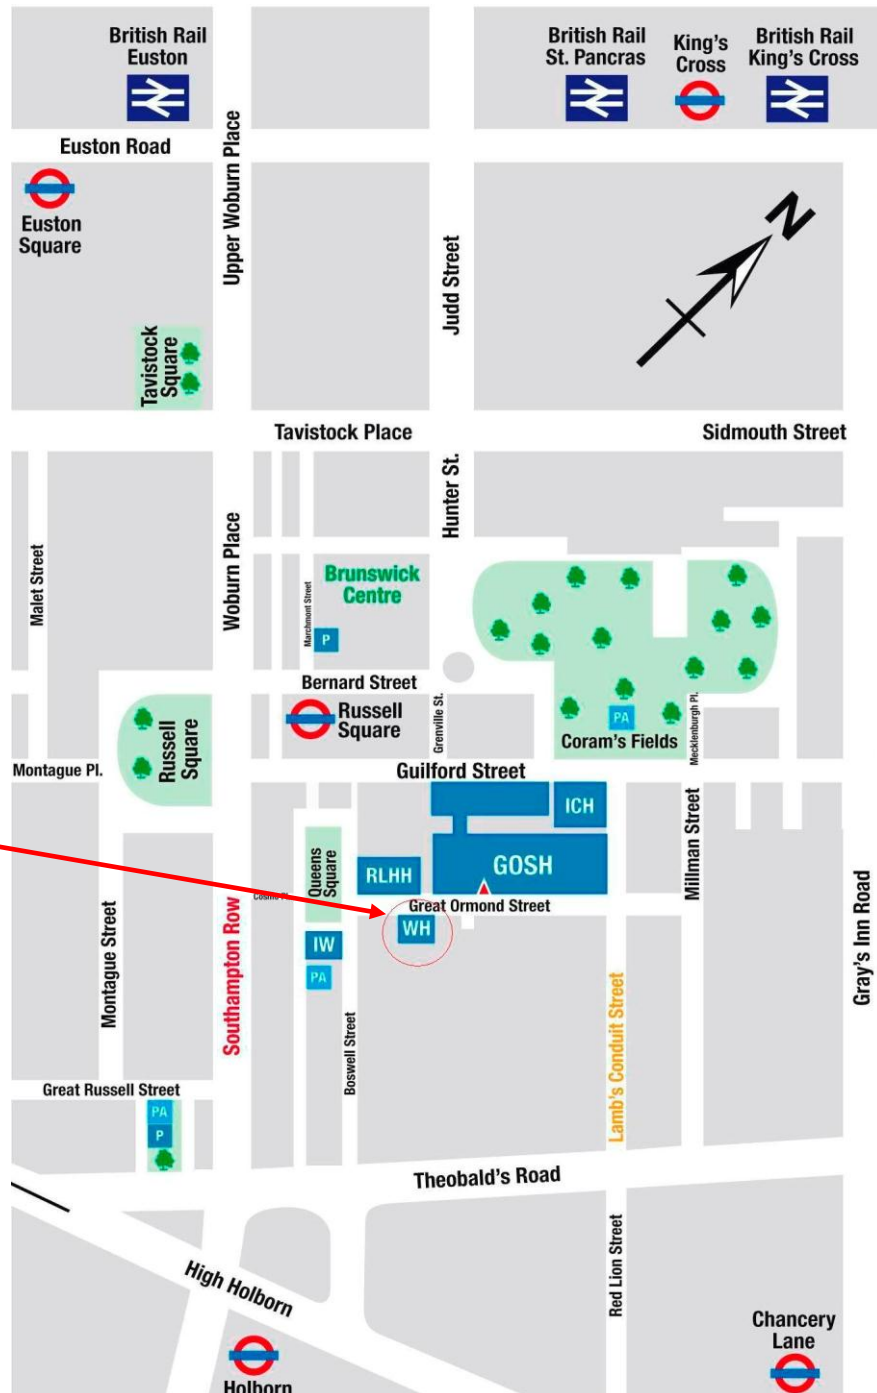 British Rail
Euston
British Rail
St. Pancras
King's
Cross
British Rail
King's Cross
Euston Road
Euston
Square
Upper Woburn Place
Judd Street
N
Tavistock
Square
Tavistock Place
Sidmouth Street
Hunter St.
Malet Street
Woburn Place
Marchmont Street
Brunswick
Centre
P
Bernard Street
Russell
Square
Russell
Square
Grenville St.
PA
Coram's Fields
Mecklenburgh Pl.
Montague Pl.
Guilford Street
ICH
Queens
Square
RLHH
GOSH
Millman Street
Great Ormond Street
WH
IW
PA
Montague Street
Southampton Row
Boswell Street
Lamb's Conduit Street
Gray's Inn Road
Great Russell Street
PA
P
Theobald's Road
High Holborn
Red Lion Street
Chancery
Lane
Holborn